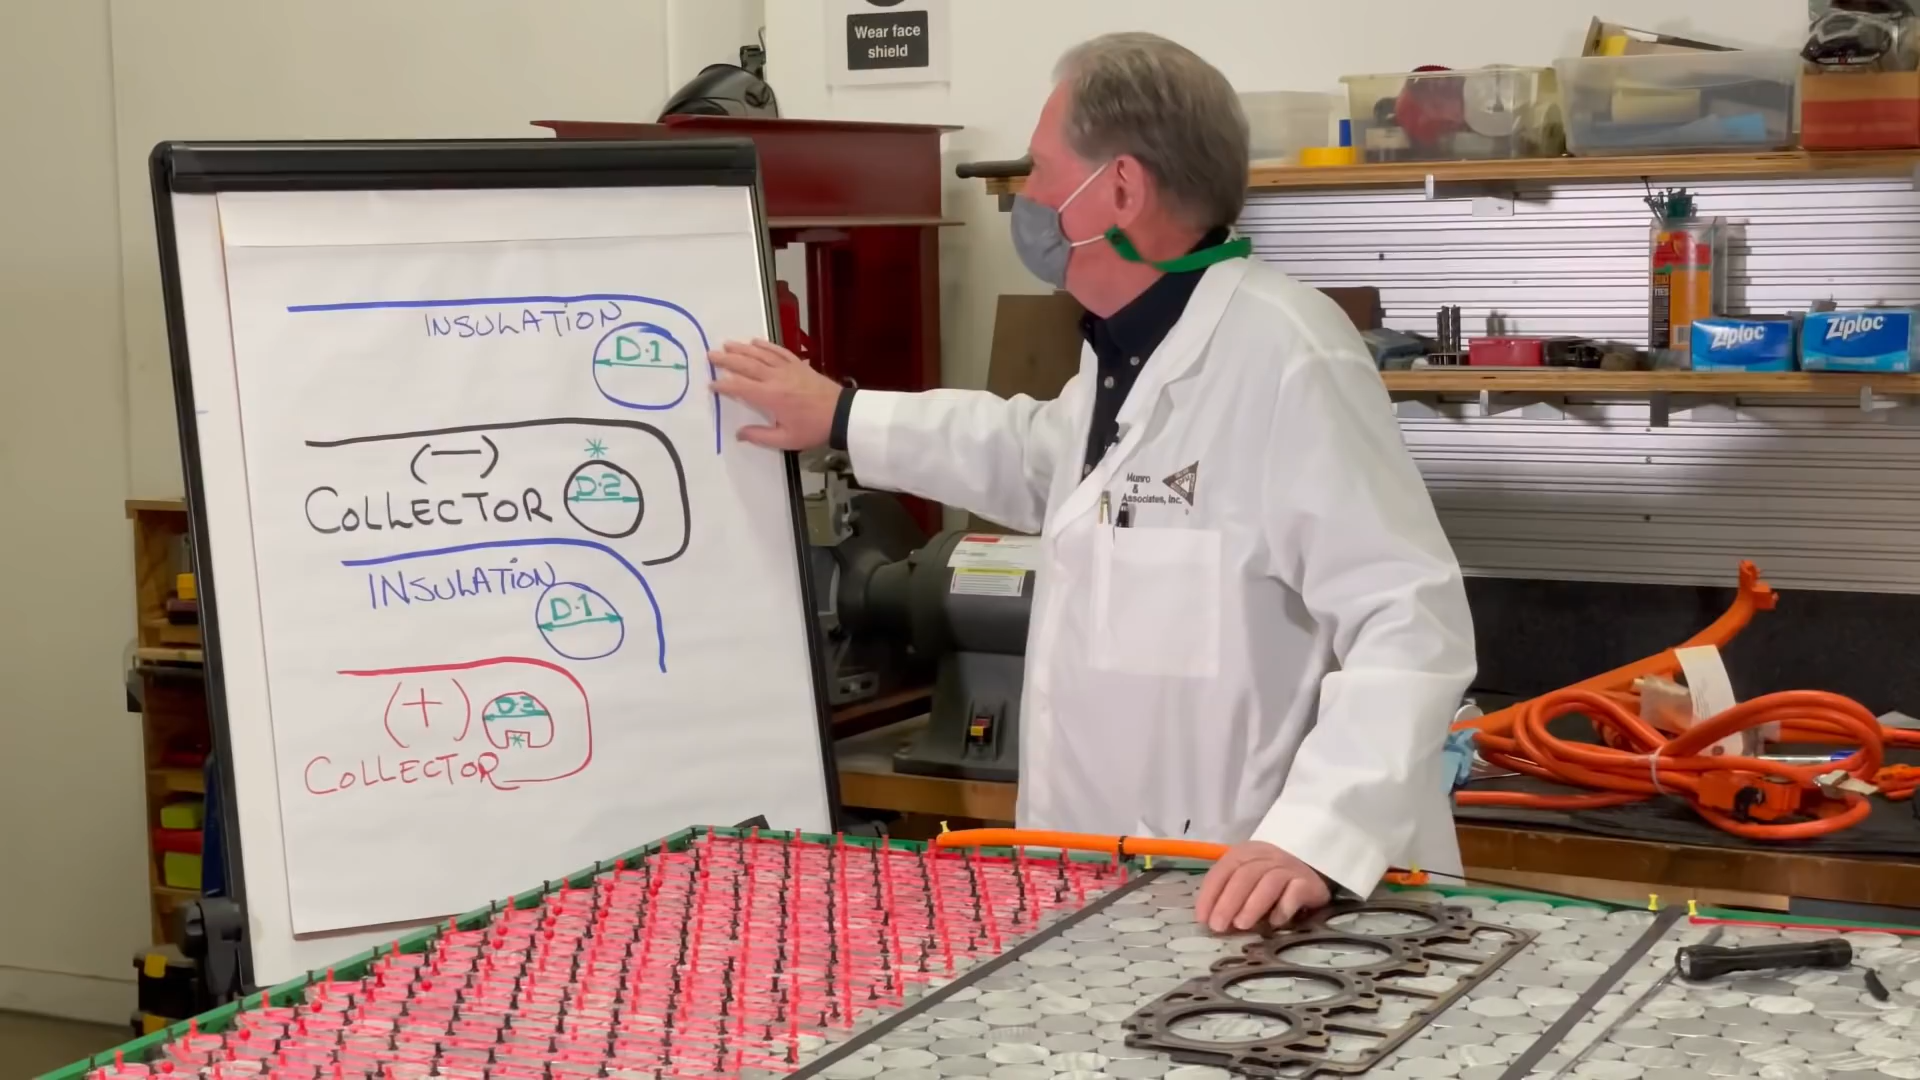 Wear face
shield
INSULATION
D·1
(−)
COLLECTOR
*
D·2
INSULATION
D·1
(+)
COLLECTOR
D·3
*
Munro
&
Associates, Inc.
Ziploc
Ziploc